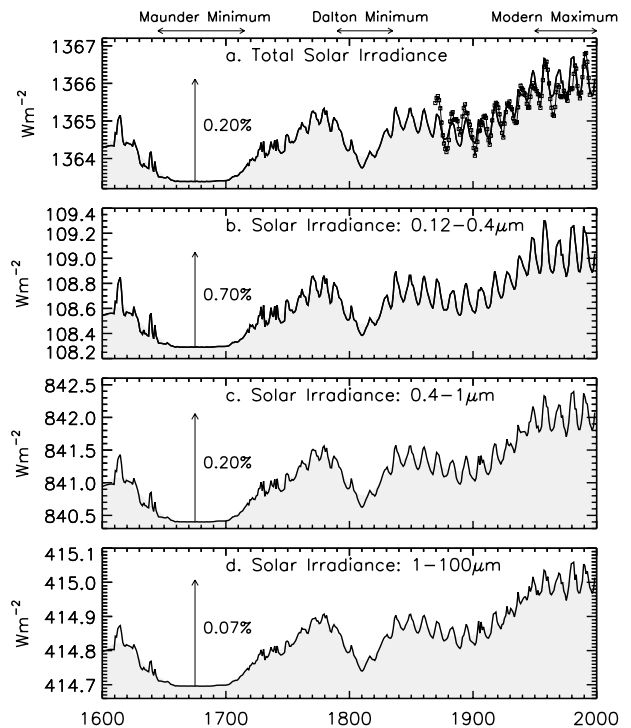 Maunder Minimum Dalton Minimum Modern Maximum
a. Total Solar Irradiance
1367
1366
1365
1364
Wm⁻²
0.20%
b. Solar Irradiance: 0.12−0.4μm
109.4
109.2
109.0
108.8
108.6
108.4
108.2
Wm⁻²
0.70%
c. Solar Irradiance: 0.4−1μm
842.5
842.0
841.5
841.0
840.5
Wm⁻²
0.20%
d. Solar Irradiance: 1−100μm
415.1
415.0
414.9
414.8
414.7
Wm⁻²
0.07%
1600 1700 1800 1900 2000